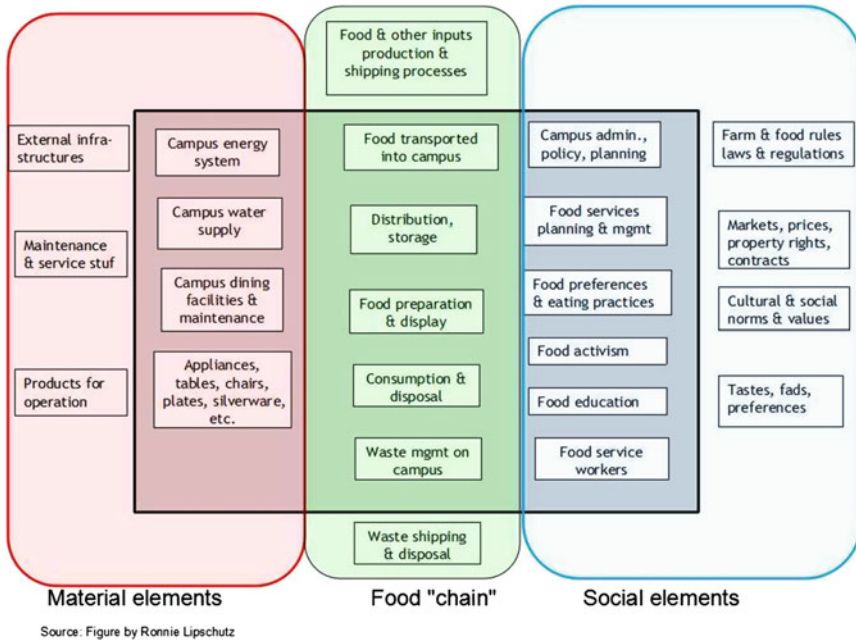 Food & other inputs
production &
shipping processes
External infra-
structures
Maintenance
& service stuf
Products for
operation
Campus energy
system
Campus water
supply
Campus dining
facilities &
maintenance
Appliances,
tables, chairs,
plates, silverware,
etc.
Food transported
into campus
Distribution,
storage
Food preparation
& display
Consumption &
disposal
Waste mgmt on
campus
Waste shipping
& disposal
Campus admin.,
policy, planning
Food services
planning & mgmt
Food preferences
& eating practices
Food activism
Food education
Food service
workers
Farm & food rules
laws & regulations
Markets, prices,
property rights,
contracts
Cultural & social
norms & values
Tastes, fads,
preferences
Material elements
Food "chain"
Social elements
Source: Figure by Ronnie Lipschutz